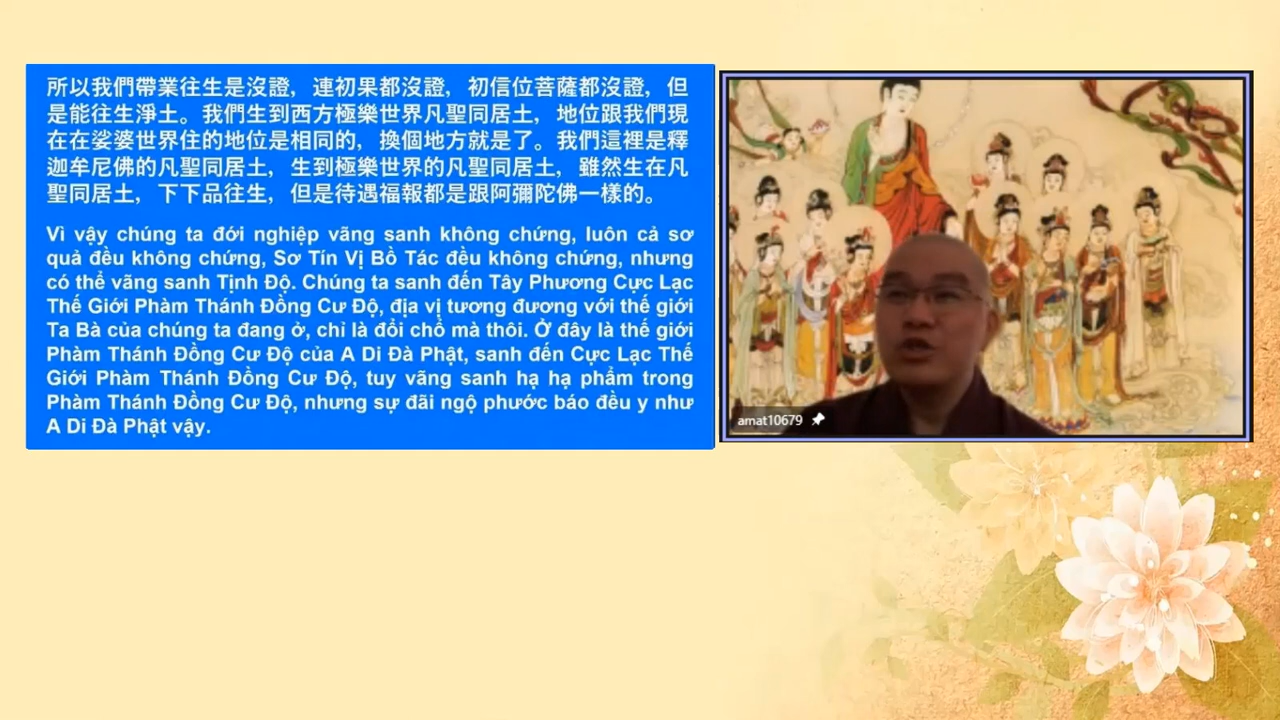 所以我們帶業往生是沒證，連初果都沒證，初信位菩薩都沒證，但
是能往生淨土。我們生到西方極樂世界凡聖同居土，地位跟我們現
在在娑婆世界住的地位是相同的，換個地方就是了。我們這裡是釋
迦牟尼佛的凡聖同居土，生到極樂世界的凡聖同居土，雖然生在凡
聖同居土，下下品往生，但是待遇福報都是跟阿彌陀佛一樣的。
Vì vậy chúng ta đới nghiệp vãng sanh không chứng, luôn cả sơ
quả đều không chứng, Sơ Tín Vị Bồ Tác đều không chứng, nhưng
có thể vãng sanh Tịnh Độ. Chúng ta sanh đến Tây Phương Cực Lạc
Thế Giới Phàm Thánh Đồng Cư Độ, địa vị tương đương với thế giới
Ta Bà của chúng ta đang ở, chỉ là đổi chổ mà thôi. Ở đây là thế giới
Phàm Thánh Đồng Cư Độ của A Di Đà Phật, sanh đến Cực Lạc Thế
Giới Phàm Thánh Đồng Cư Độ, tuy vãng sanh hạ hạ phẩm trong
Phàm Thánh Đồng Cư Độ, nhưng sự đãi ngộ phước báo đều y như
A Di Đà Phật vậy.
amat10679